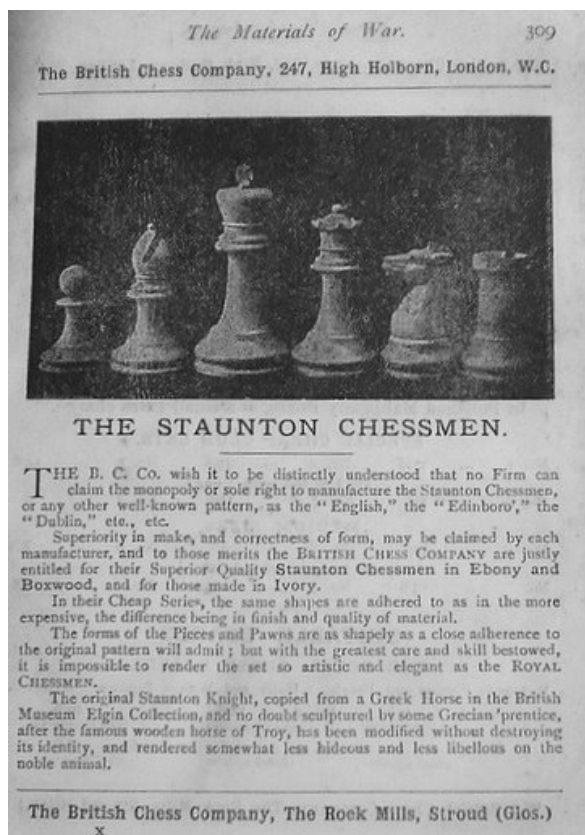 The Materials of War. 309
The British Chess Company, 247, High Holborn, London, W.C.
THE STAUNTON CHESSMEN.
THE B. C. Co. wish it to be distinctly understood that no Firm can
claim the monopoly or sole right to manufacture the Staunton Chessmen,
or any other well-known pattern, as the "English," the "Edinboro'," the
"Dublin," etc., etc.
Superiority in make, and correctness of form, may be claimed by each
manufacturer, and to those merits the BRITISH CHESS COMPANY are justly
entitled for their Superior Quality Staunton Chessmen in Ebony and
Boxwood, and for those made in Ivory.
In their Cheap Series, the same shapes are adhered to as in the more
expensive, the difference being in finish and quality of material.
The forms of the Pieces and Pawns are as shapely as a close adherence to
the original pattern will admit; but with the greatest care and skill bestowed,
it is impossible to render the set so artistic and elegant as the ROYAL
CHESSMEN.
The original Staunton Knight, copied from a Greek Horse in the British
Museum Elgin Collection, and no doubt sculptured by some Grecian 'prentice,
after the famous wooden horse of Troy, has been modified without destroying
its identity, and rendered somewhat less hideous and less libellous on the
noble animal.
The British Chess Company, The Rock Mills, Stroud (Glos.)
x